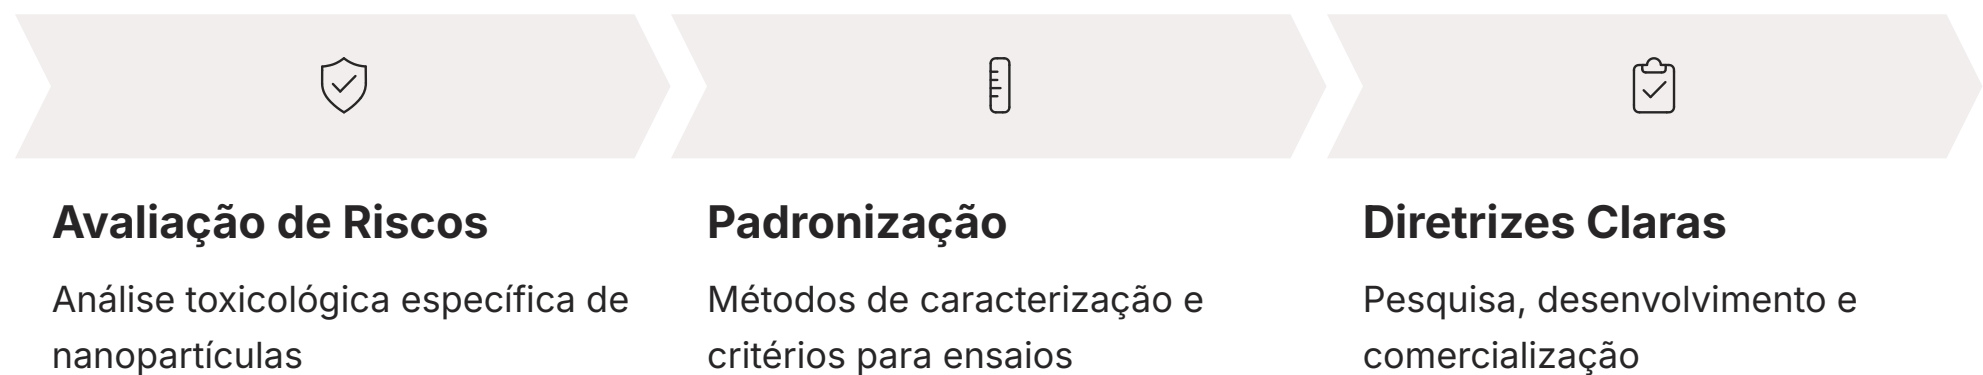 Avaliação de Riscos
Análise toxicológica específica de
nanopartículas
Padronização
Métodos de caracterização e
critérios para ensaios
Diretrizes Claras
Pesquisa, desenvolvimento e
comercialização